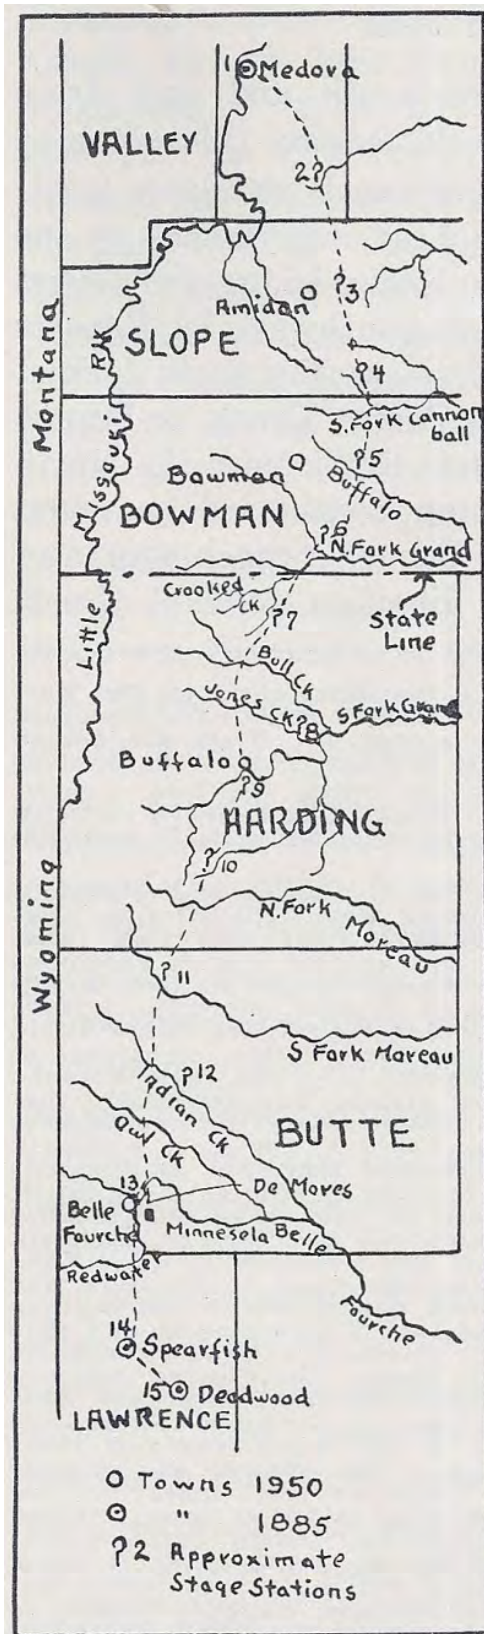 1 Medora
VALLEY
2?
?3
Amidon
SLOPE
?4
Montana
S. Fork Cannon
ball
?5
Bowman
Buffalo
BOWMAN
?6
N. Fork Grand
Little Missouri Riv
Crooked
CK
?7
State
Line
Bull Ck
Jones CK
?8
S Fork Grand
Buffalo
?9
HARDING
?10
Wyoming
N. Fork Moreau
?11
S Fork Moreau
?12
Indian Ck
Owl Ck
BUTTE
13
De Mores
Belle
Fourche
Minnesela
Belle Fourche
Redwater
14
Spearfish
15 Deadwood
LAWRENCE
O Towns 1950
⊙ " 1885
?2 Approximate
Stage Stations